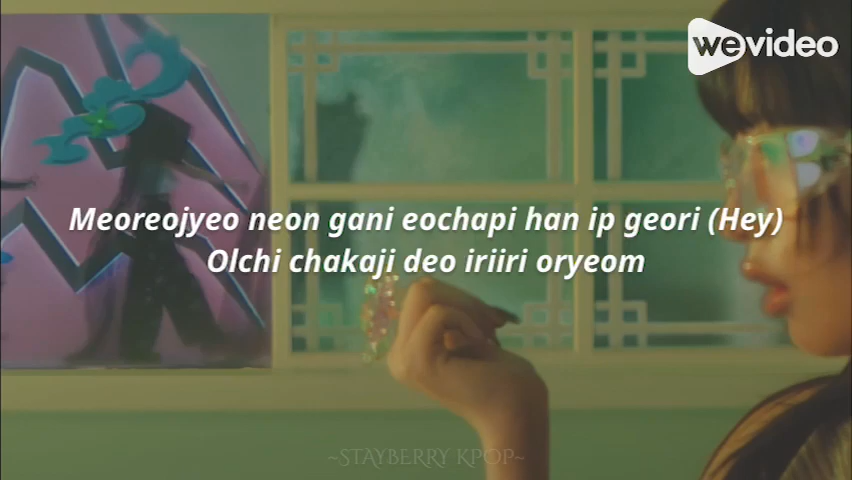 wevideo
Meoreojyeo neon gani eochapi han ip geori (Hey)
Olchi chakaji deo iriiri oryeom
~STAYBERRY KPOP~